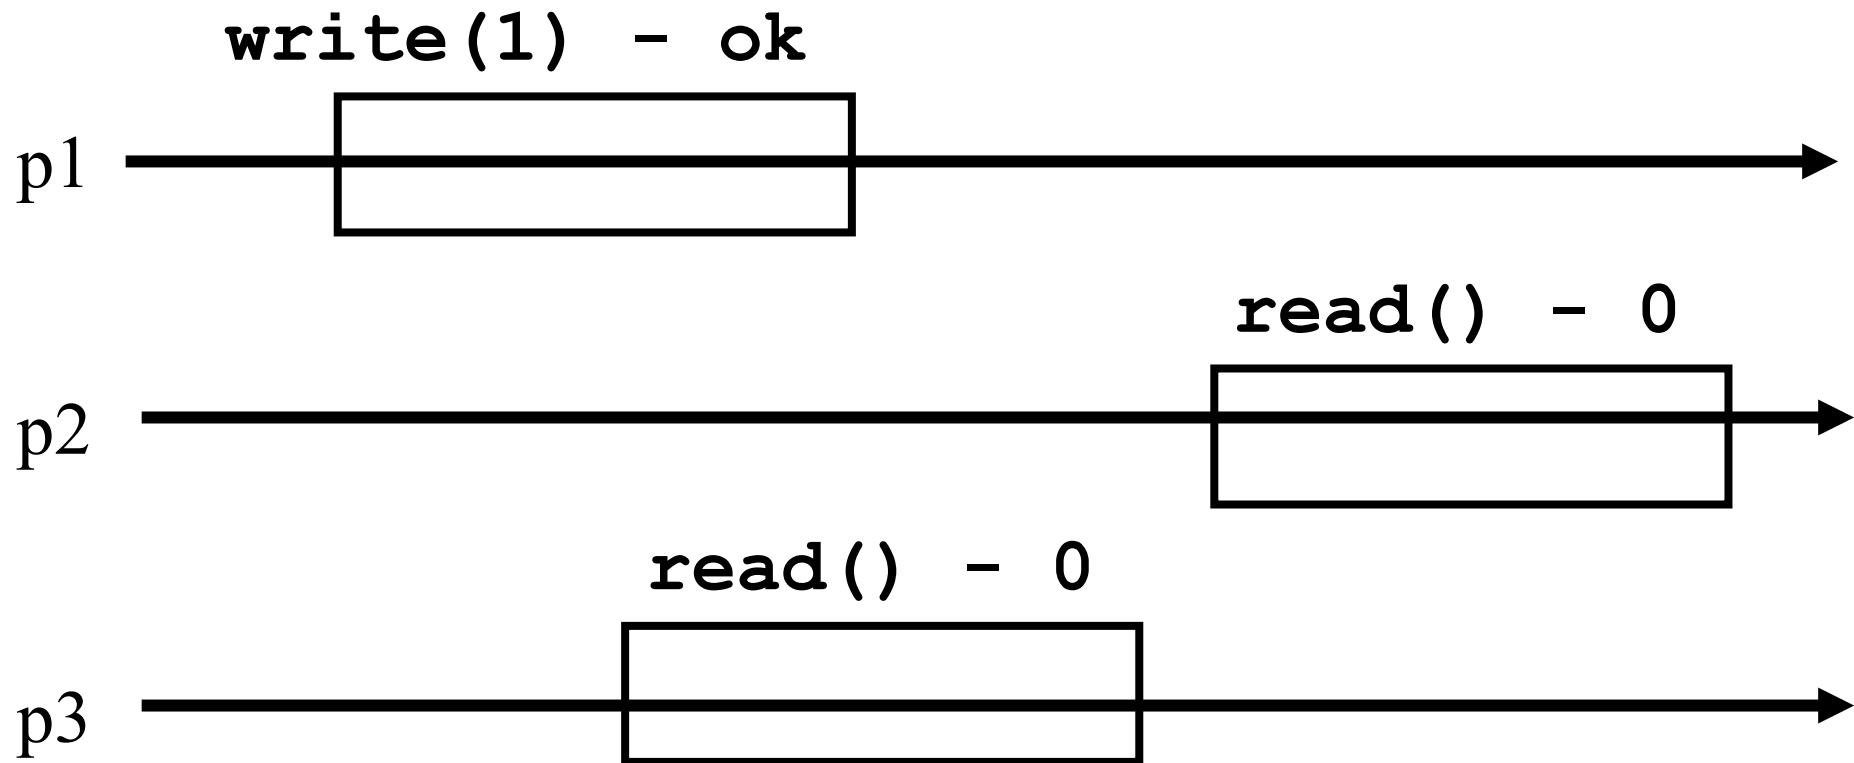 write(1) - ok
p1
read() - 0
p2
read() - 0
p3